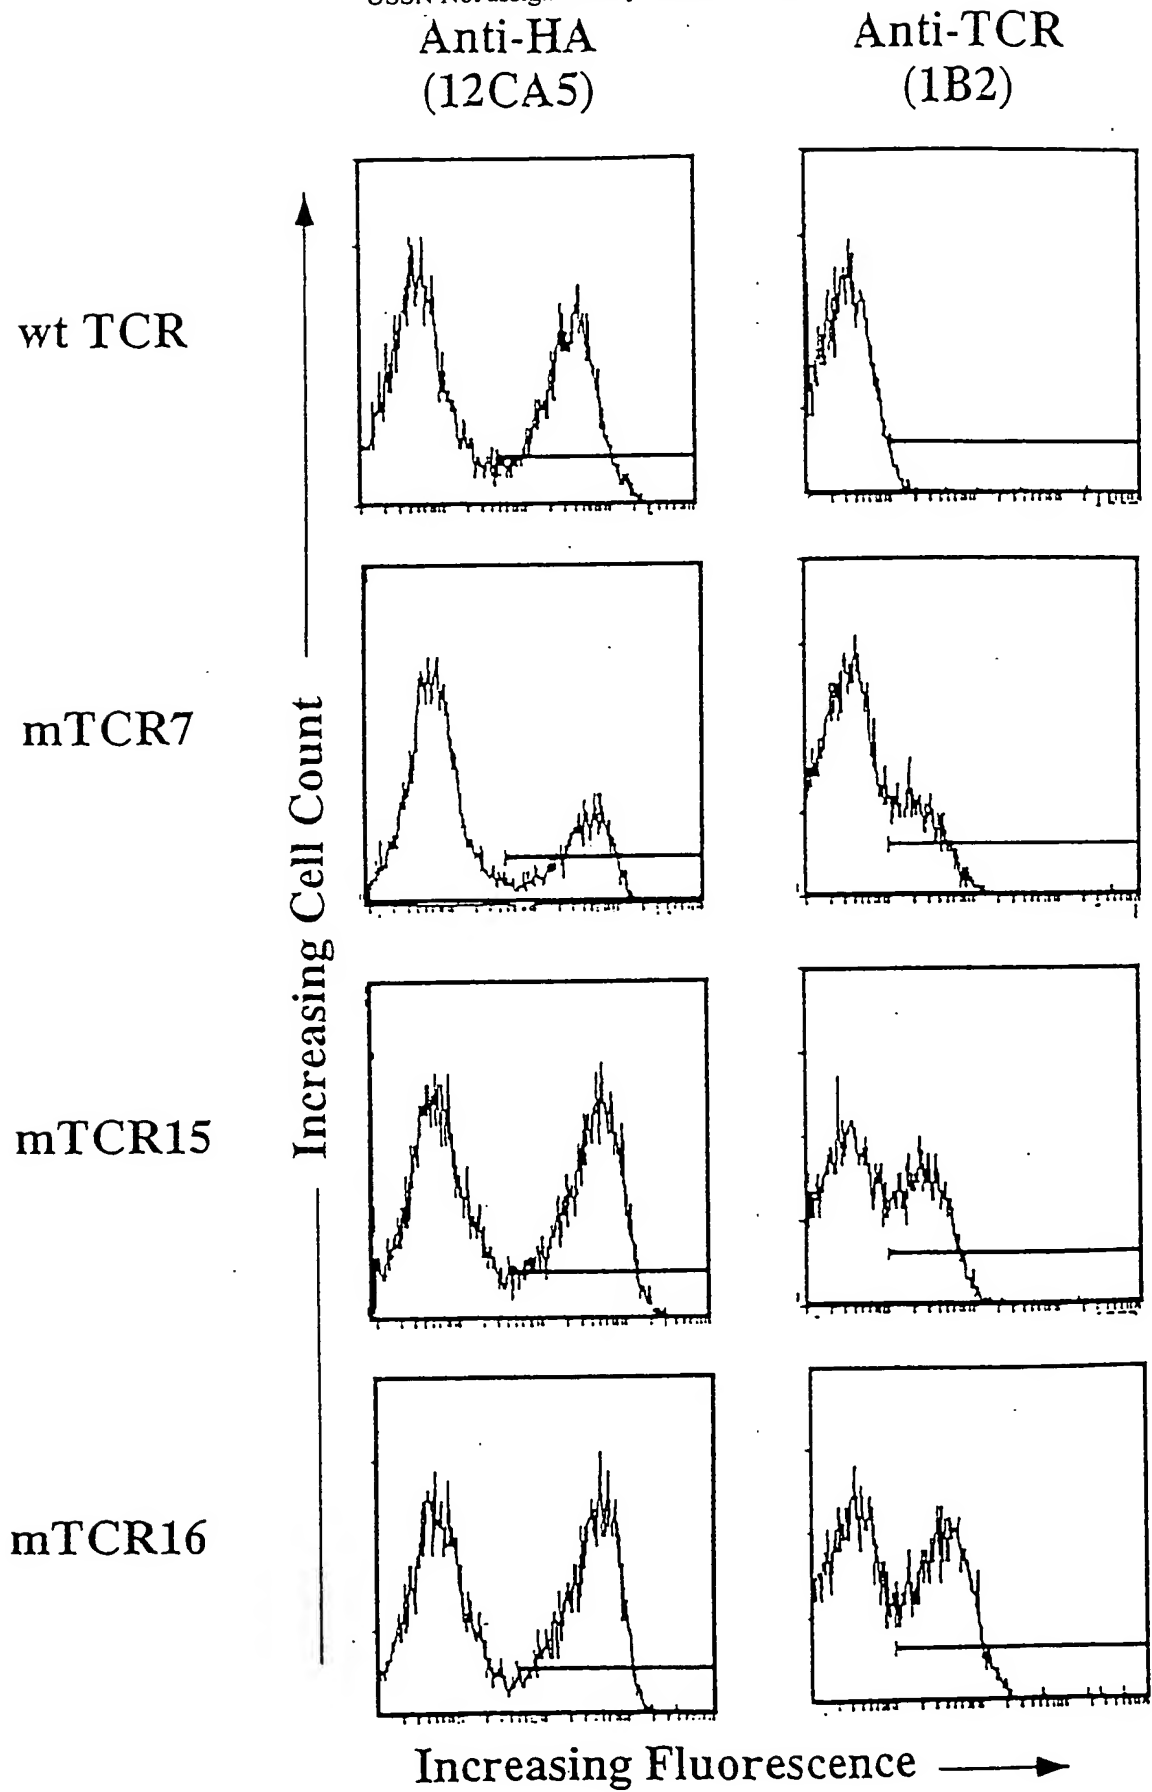 Anti-HA
(12CA5)
Anti-TCR
(1B2)
wt TCR
mTCR7
mTCR15
mTCR16
Increasing Cell Count
Increasing Fluorescence